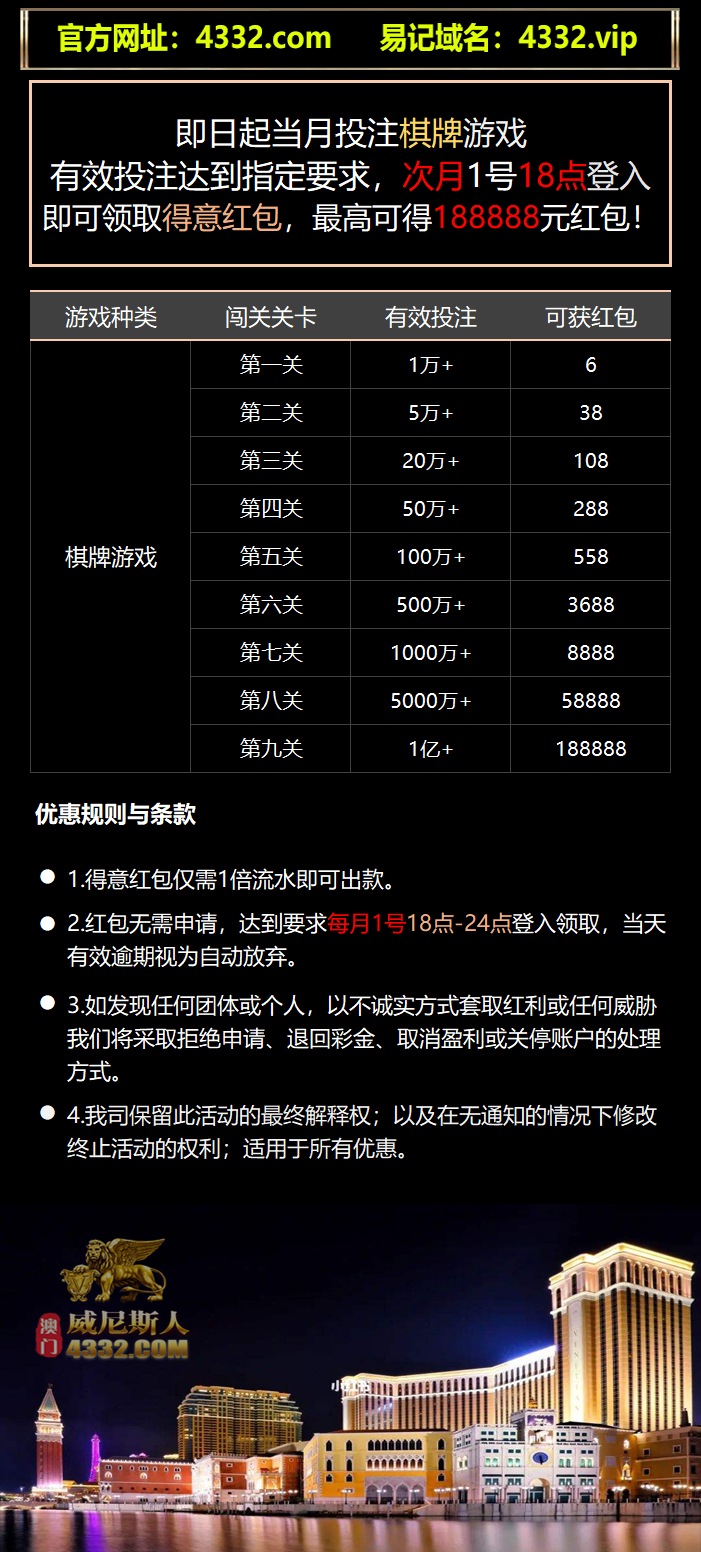 官方网址：4332.com 易记域名：4332.vip
即日起当月投注棋牌游戏
有效投注达到指定要求，次月1号18点登入
即可领取得意红包，最高可得188888元红包！
游戏种类 闯关关卡 有效投注 可获红包
第一关 1万+ 6
第二关 5万+ 38
第三关 20万+ 108
第四关 50万+ 288
棋牌游戏 第五关 100万+ 558
第六关 500万+ 3688
第七关 1000万+ 8888
第八关 5000万+ 58888
第九关 1亿+ 188888
优惠规则与条款
1.得意红包仅需1倍流水即可出款。
2.红包无需申请，达到要求每月1号18点-24点登入领取，当天
有效逾期视为自动放弃。
3.如发现任何团体或个人，以不诚实方式套取红利或任何威胁
我们将采取拒绝申请、退回彩金、取消盈利或关停账户的处理
方式。
4.我司保留此活动的最终解释权；以及在无通知的情况下修改
终止活动的权利；适用于所有优惠。
澳门 威尼斯人
4332.COM